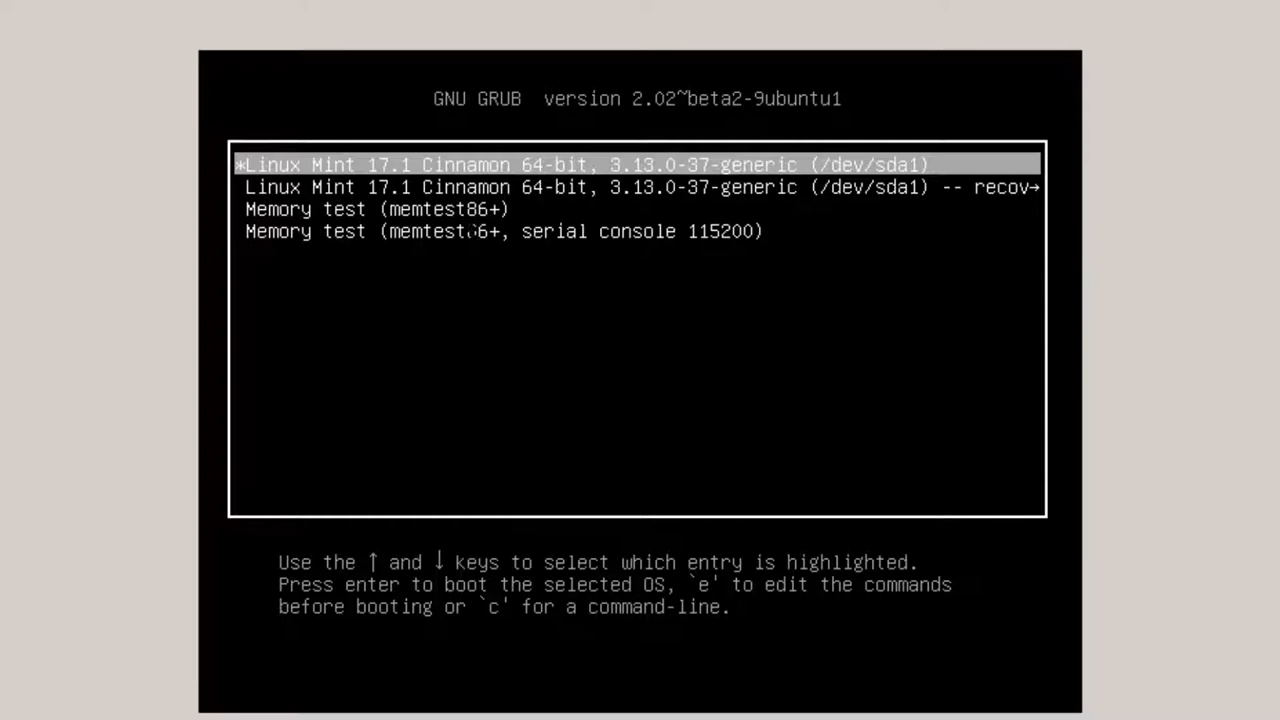 GNU GRUB version 2.02~beta2-9ubuntu1
*Linux Mint 17.1 Cinnamon 64-bit, 3.13.0-37-generic (/dev/sda1)
Linux Mint 17.1 Cinnamon 64-bit, 3.13.0-37-generic (/dev/sda1) -- recov→
Memory test (memtest86+)
Memory test (memtest86+, serial console 115200)
Use the ↑ and ↓ keys to select which entry is highlighted.
Press enter to boot the selected OS, `e' to edit the commands
before booting or `c' for a command-line.